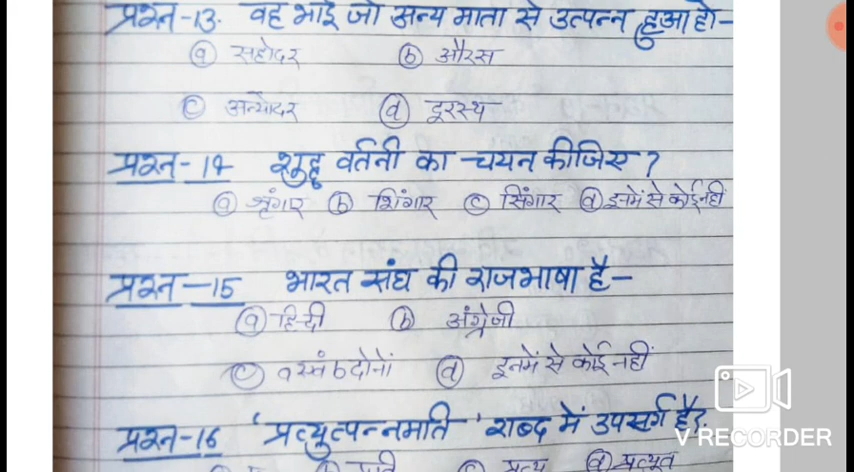 प्रश्न-13. वह भाई जो अन्य माता से उत्पन्न हुआ हो-
(a) सहोदर (b) औरस
(c) अन्योदर (d) दूरस्थ
प्रश्न-14 शुद्ध वर्तनी का चयन कीजिए ?
(a) श्रृंगार (b) शिंगार (c) सिंगार (d) इनमें से कोई नहीं
प्रश्न-15 भारत संघ की राजभाषा है-
(a) हिन्दी (b) अंग्रेजी
(c) a एवं b दोनों (d) इनमें से कोई नहीं
प्रश्न-16 'प्रत्युत्पन्नमति' शब्द में उपसर्ग है?
V RECORDER